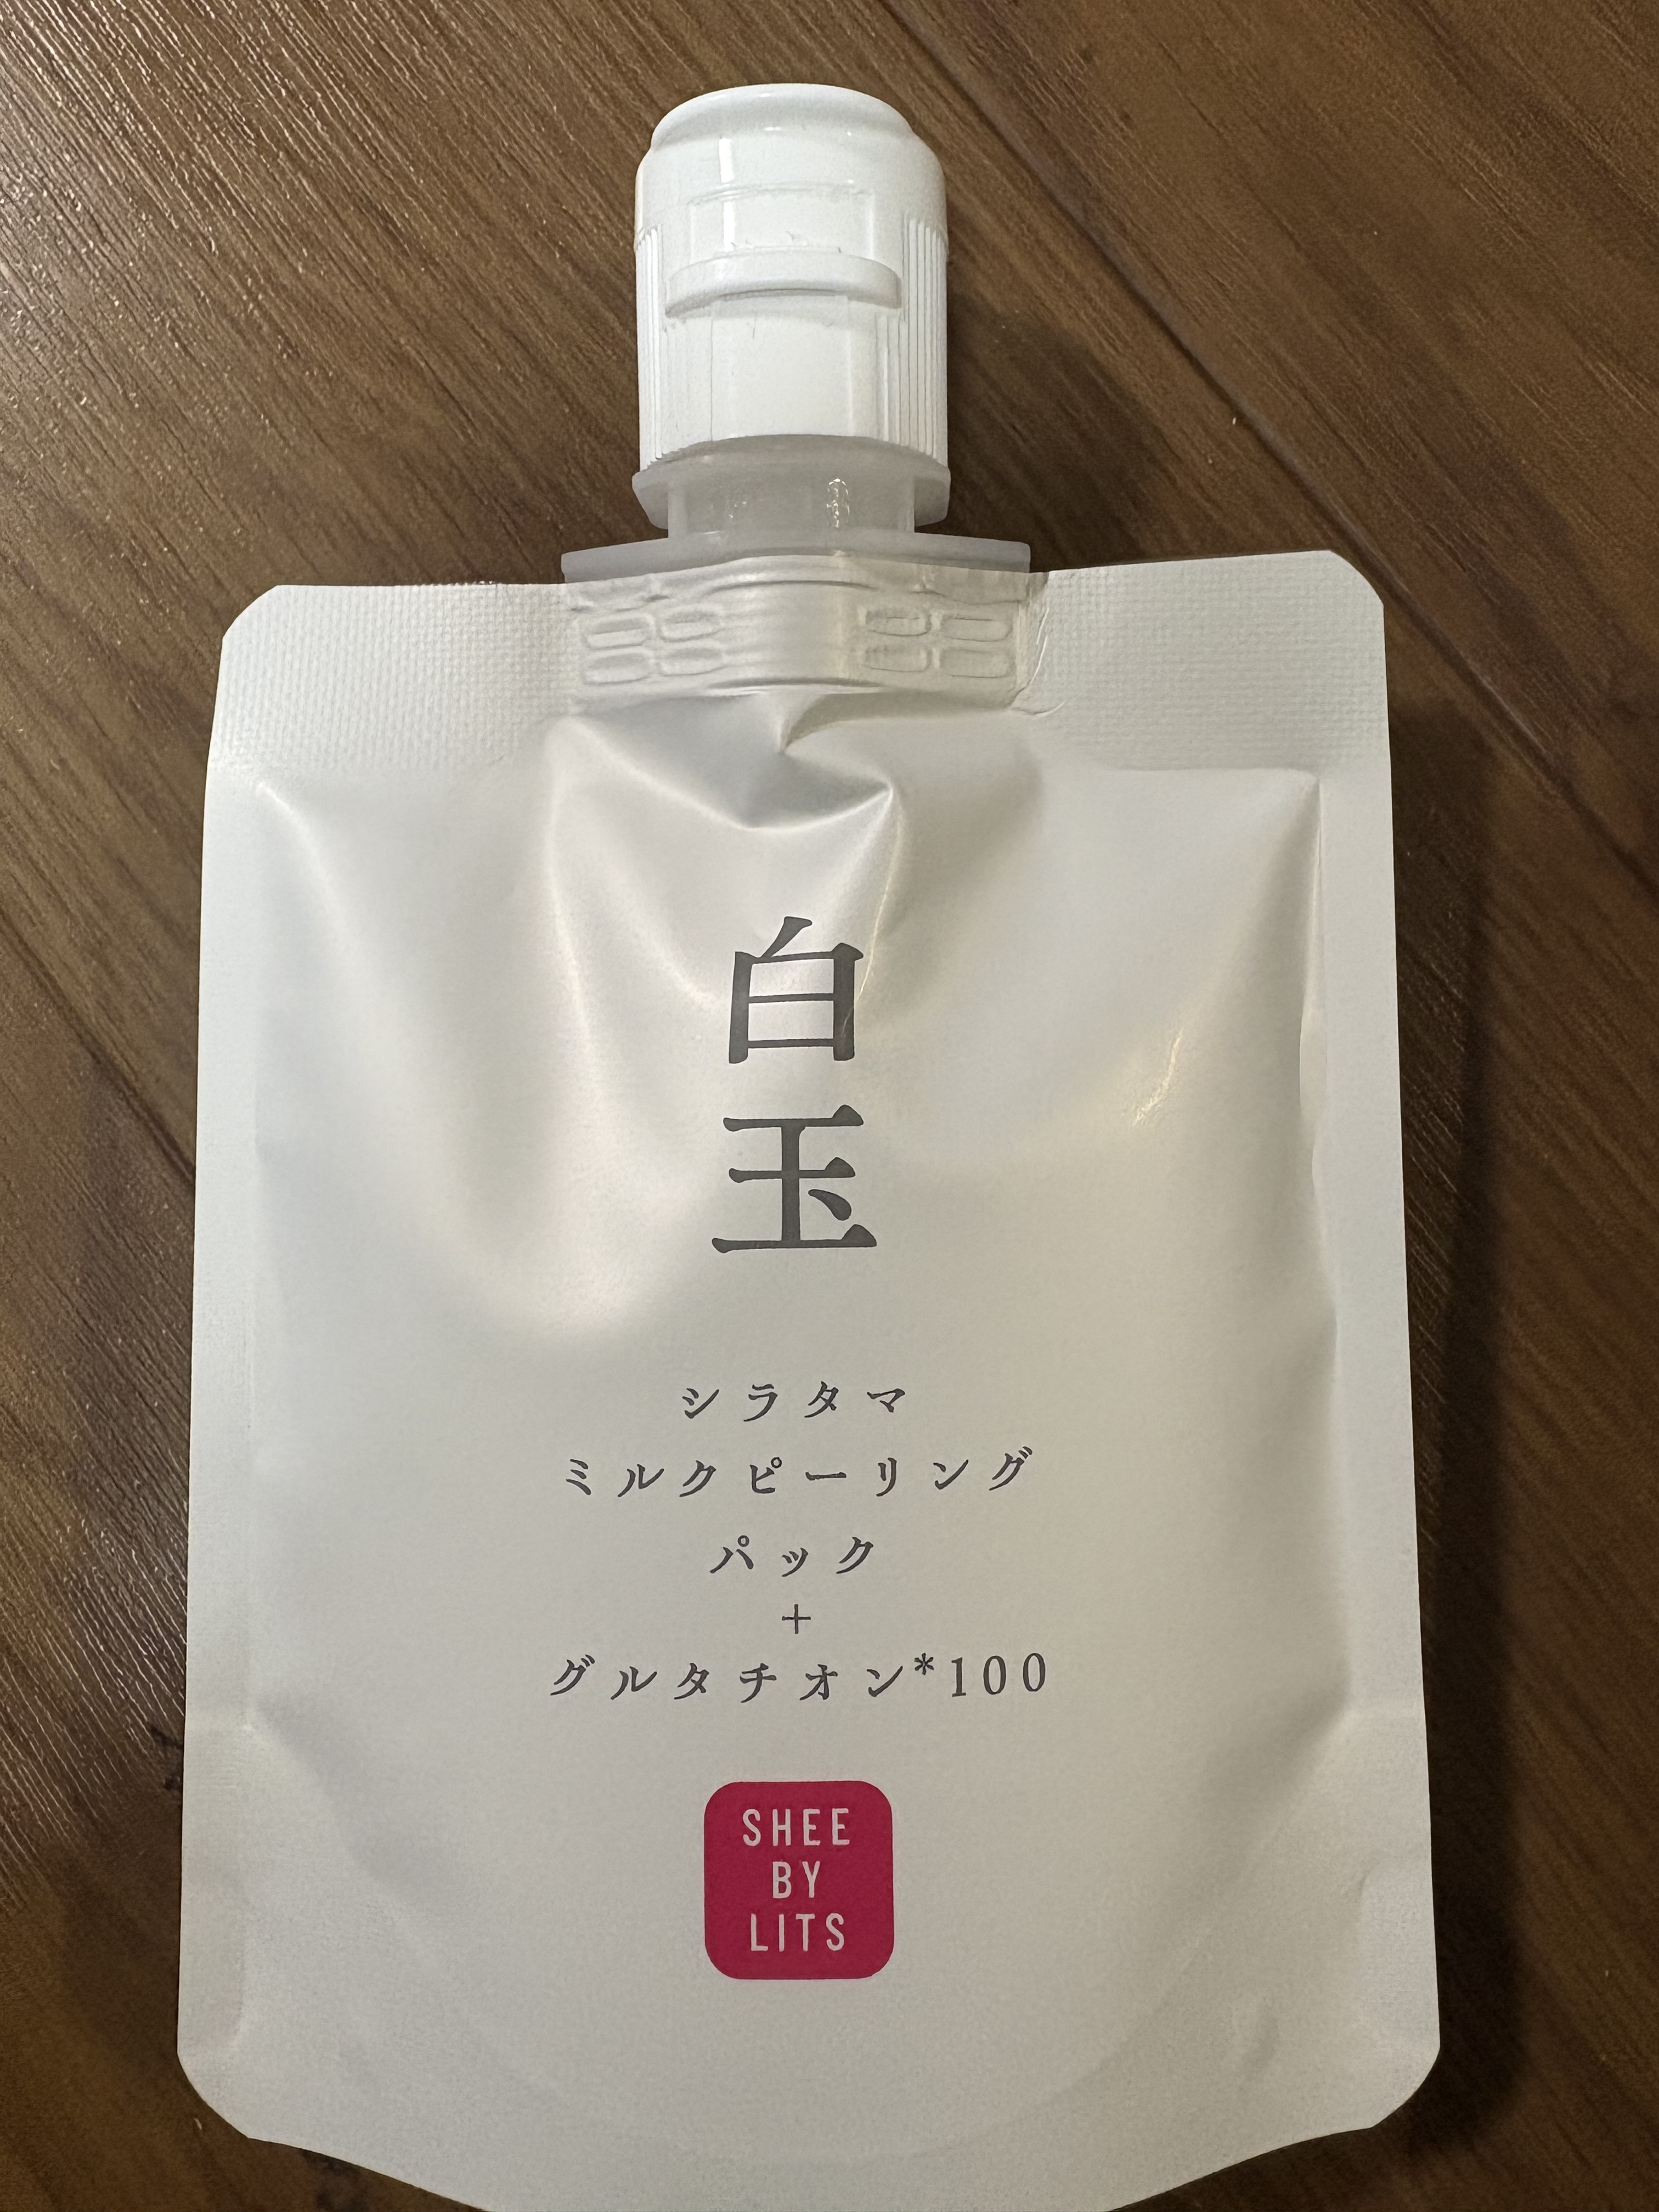 白玉
シラタマ
ミルクピーリング
パック
+
グルタチオン*100
SHEE
BY
LITS